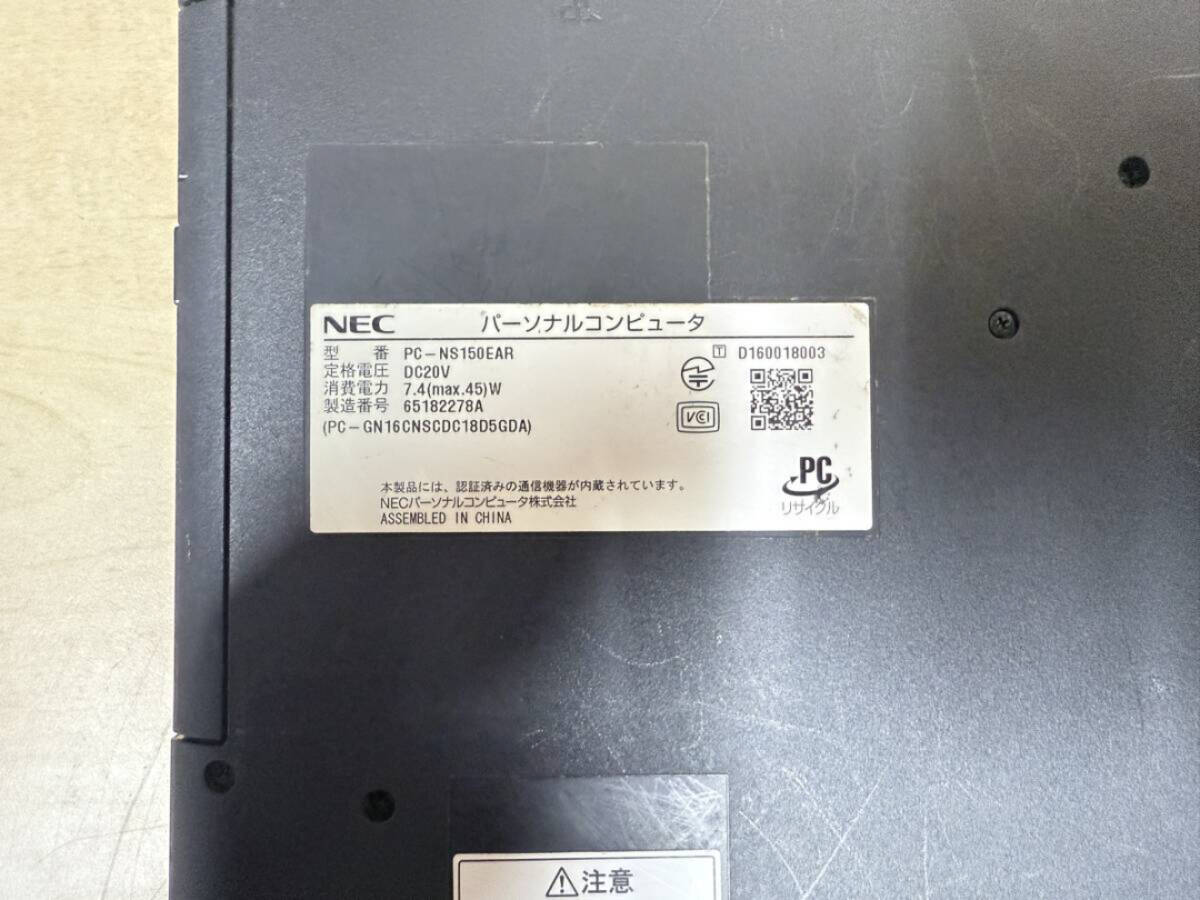 NEC パーソナルコンピュータ
型 番 PC-NS150EAR
定格電圧 DC20V
消費電力 7.4(max.45)W
製造番号 65182278A
(PC-GN16CNSCDC18D5GDA)
T D160018003
VCI
本製品には、認証済みの通信機器が内蔵されています。
NECパーソナルコンピュータ株式会社
ASSEMBLED IN CHINA
PC
リサイクル
注意